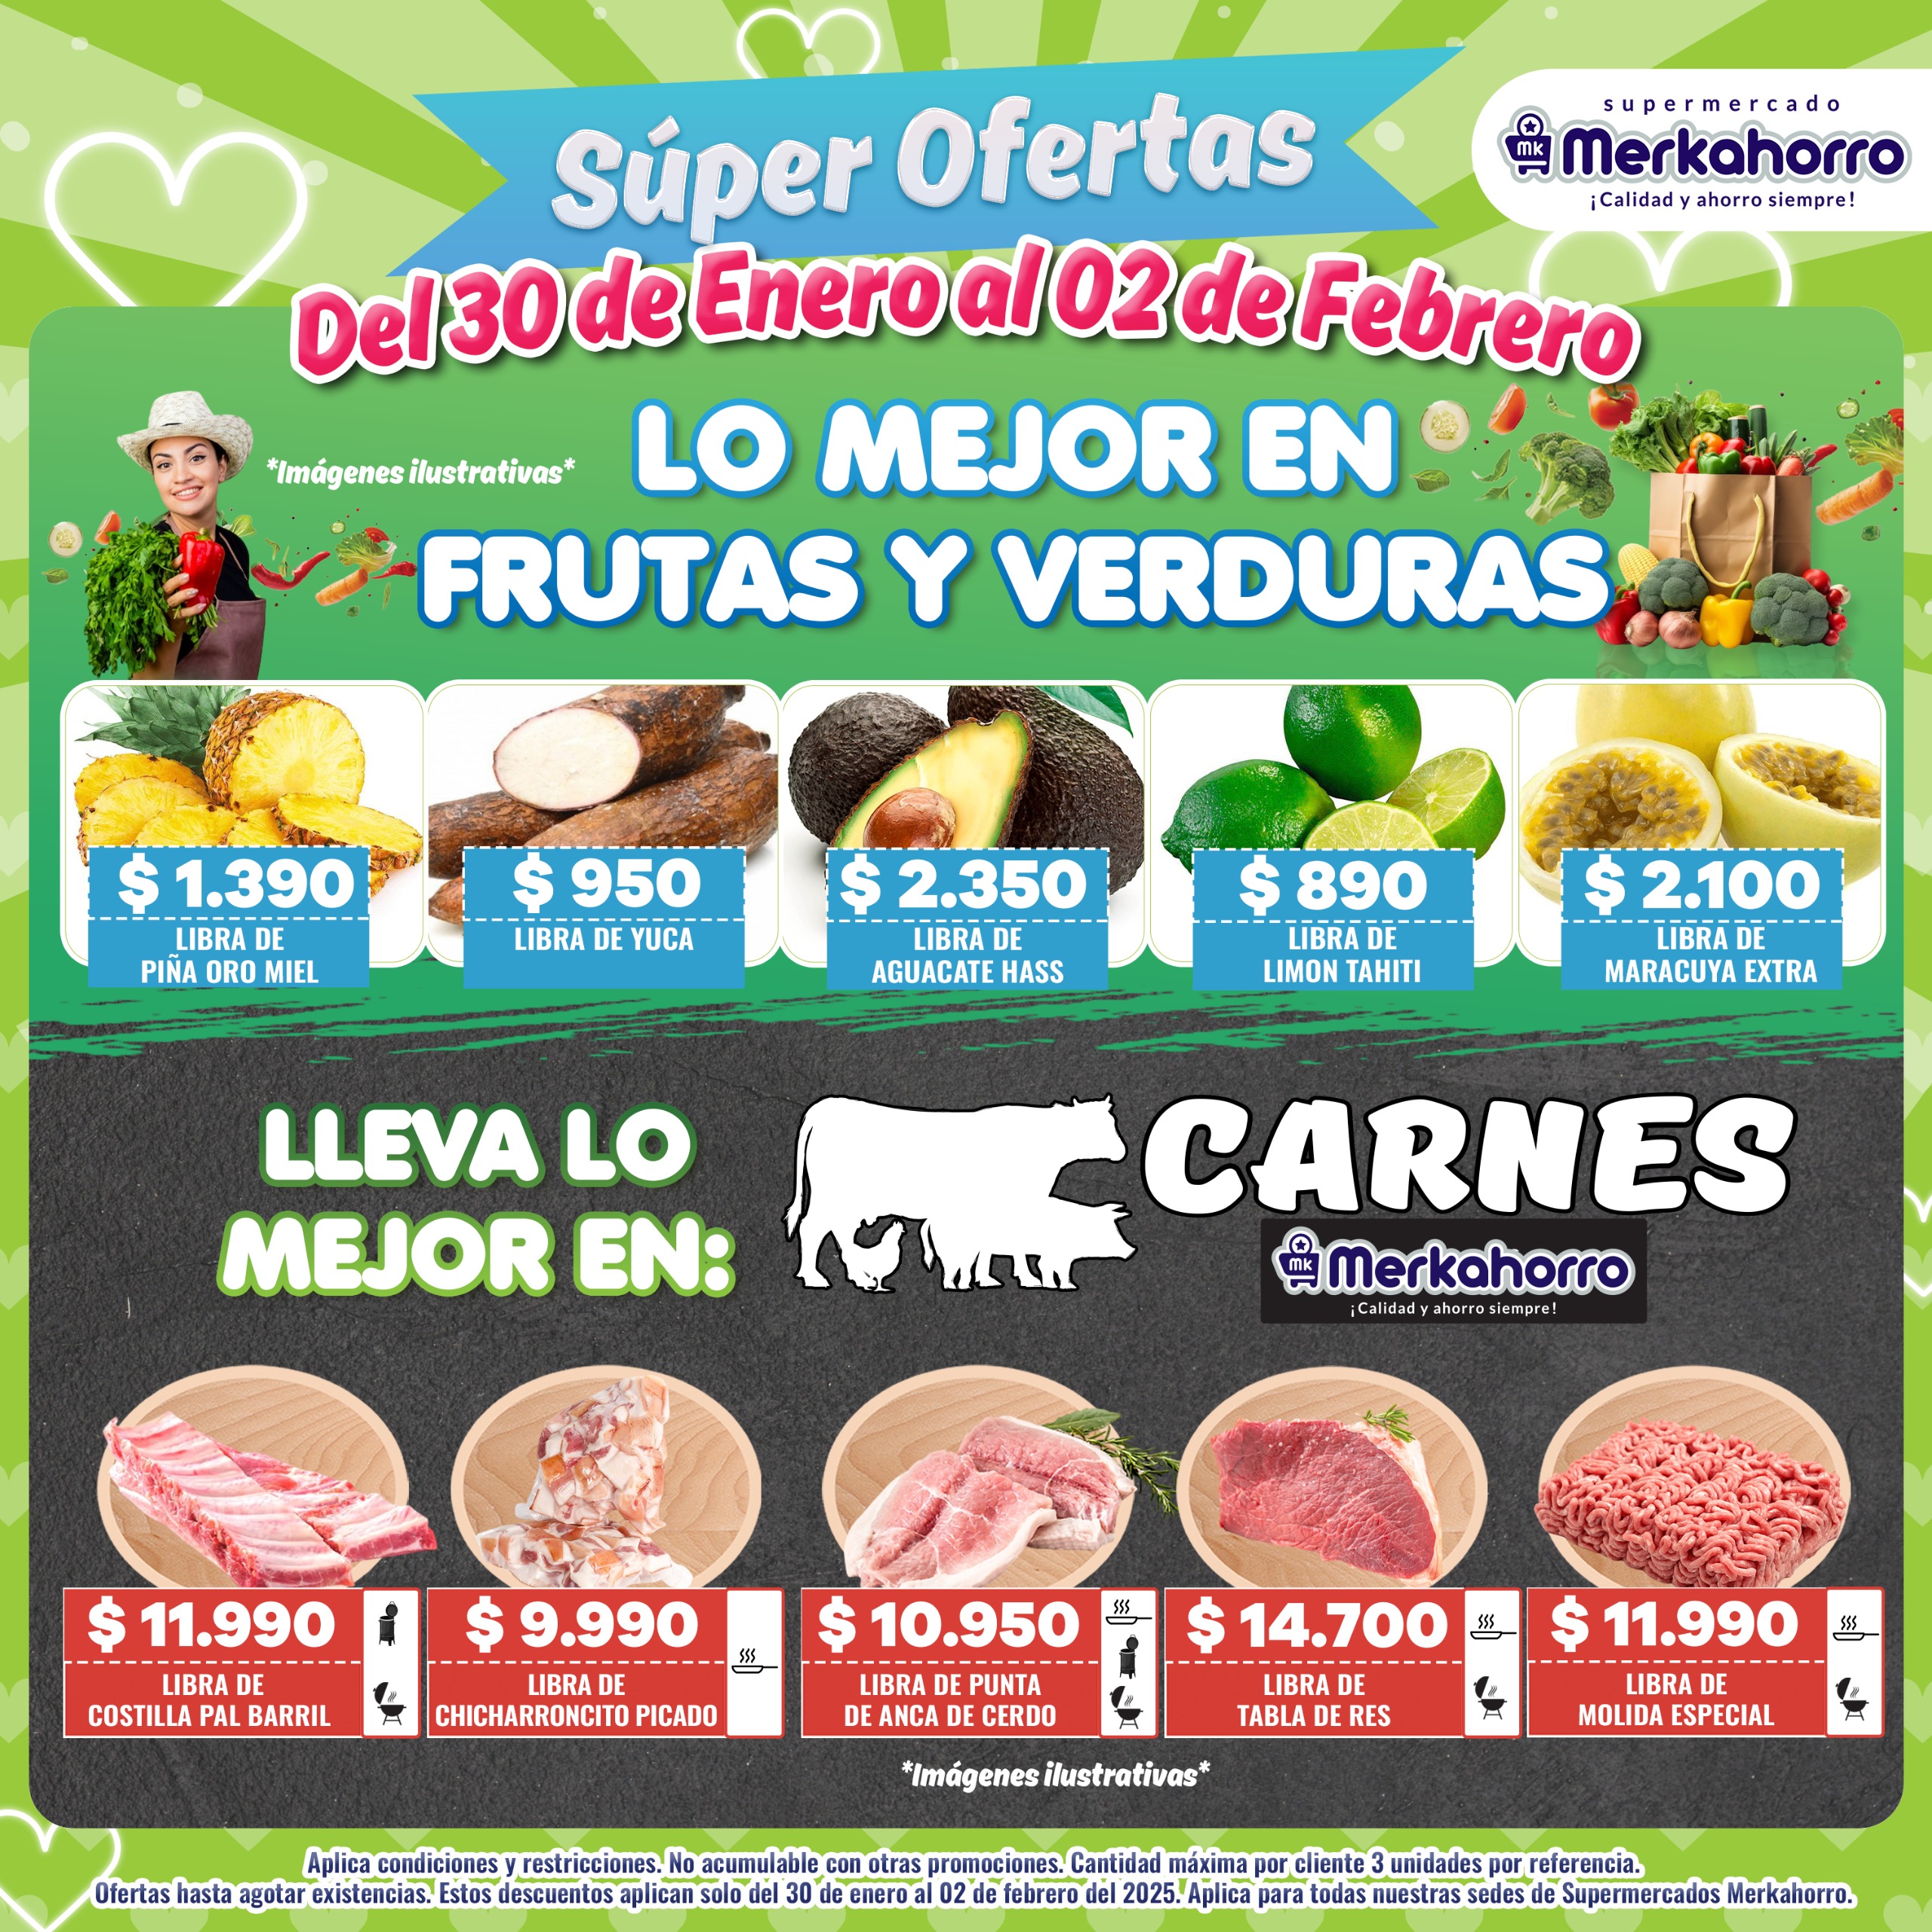 supermercado
mk Merkahorro
¡Calidad y ahorro siempre!
Súper Ofertas
Del 30 de Enero al 02 de Febrero
*Imágenes ilustrativas*
LO MEJOR EN
FRUTAS Y VERDURAS
$ 1.390
LIBRA DE
PIÑA ORO MIEL
$ 950
LIBRA DE YUCA
$ 2.350
LIBRA DE
AGUACATE HASS
$ 890
LIBRA DE
LIMON TAHITI
$ 2.100
LIBRA DE
MARACUYA EXTRA
LLEVA LO
MEJOR EN:
CARNES
mk Merkahorro
¡Calidad y ahorro siempre!
$ 11.990
LIBRA DE
COSTILLA PAL BARRIL
$ 9.990
LIBRA DE
CHICHARRONCITO PICADO
$ 10.950
LIBRA DE PUNTA
DE ANCA DE CERDO
$ 14.700
LIBRA DE
TABLA DE RES
$ 11.990
LIBRA DE
MOLIDA ESPECIAL
*Imágenes ilustrativas*
Aplica condiciones y restricciones. No acumulable con otras promociones. Cantidad máxima por cliente 3 unidades por referencia.
Ofertas hasta agotar existencias. Estos descuentos aplican solo del 30 de enero al 02 de febrero del 2025. Aplica para todas nuestras sedes de Supermercados Merkahorro.